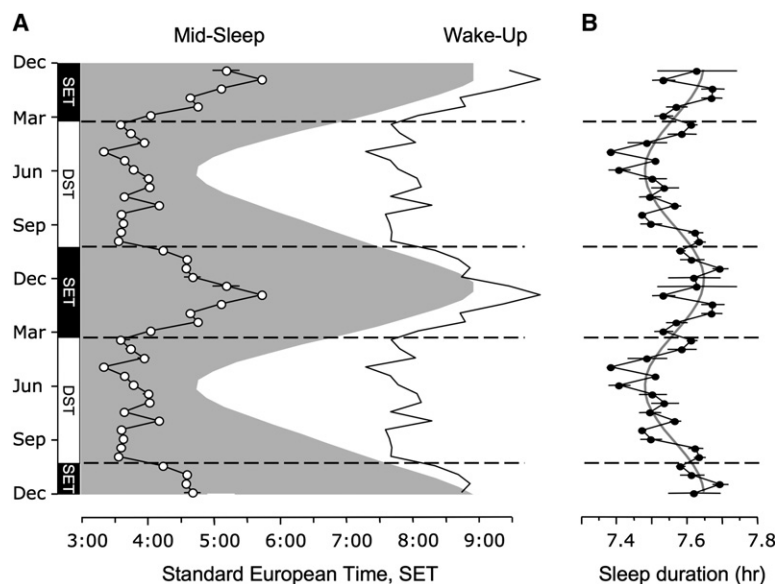 A
B
Mid-Sleep
Wake-Up
Dec
SET
Mar
DST
Jun
Sep
Dec
SET
Mar
DST
Jun
Sep
SET
Dec
3:00 4:00 5:00 6:00 7:00 8:00 9:00
Standard European Time, SET
7.4 7.6 7.8
Sleep duration (hr)